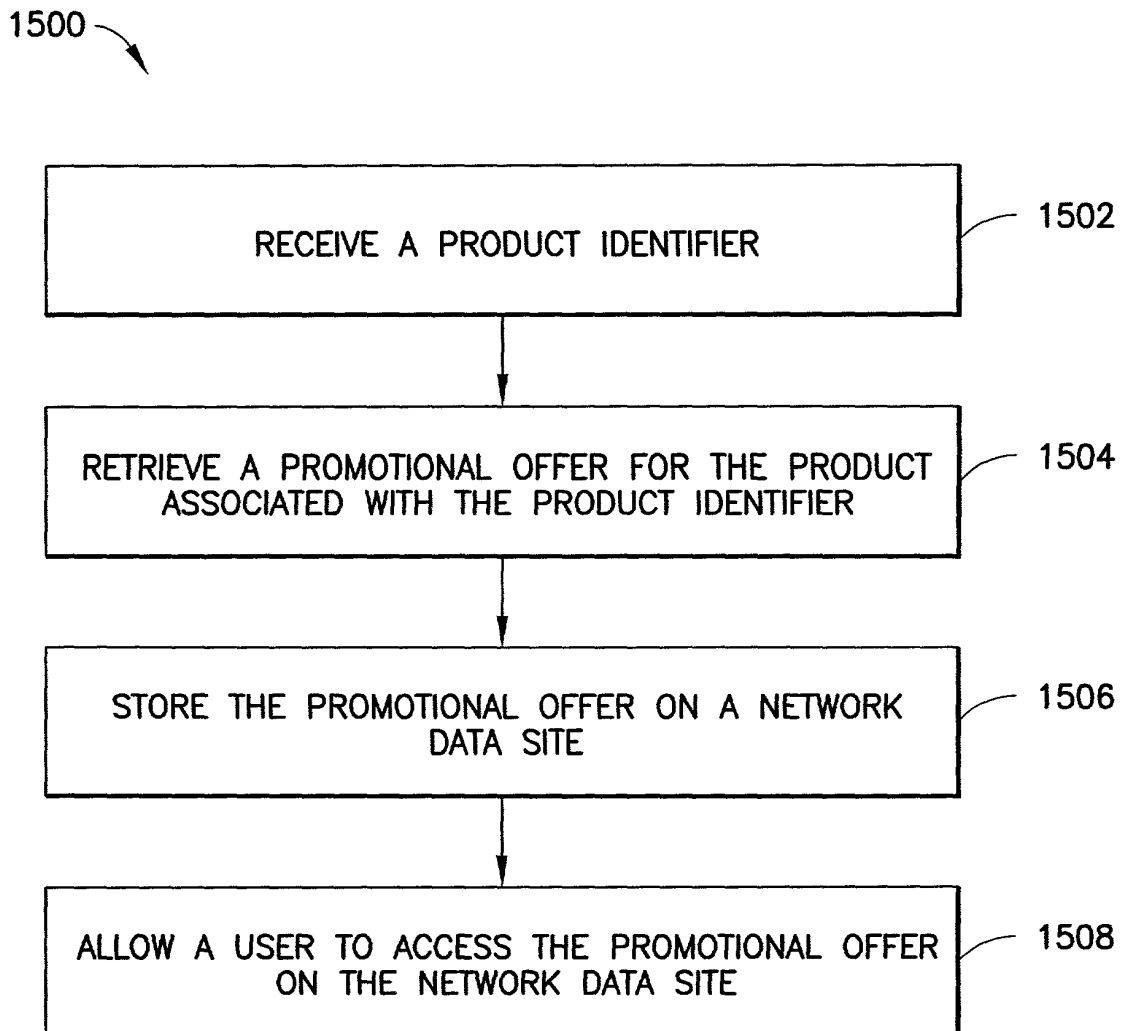 1500
RECEIVE A PRODUCT IDENTIFIER
1502
RETRIEVE A PROMOTIONAL OFFER FOR THE PRODUCT
ASSOCIATED WITH THE PRODUCT IDENTIFIER
1504
STORE THE PROMOTIONAL OFFER ON A NETWORK
DATA SITE
1506
ALLOW A USER TO ACCESS THE PROMOTIONAL OFFER
ON THE NETWORK DATA SITE
1508